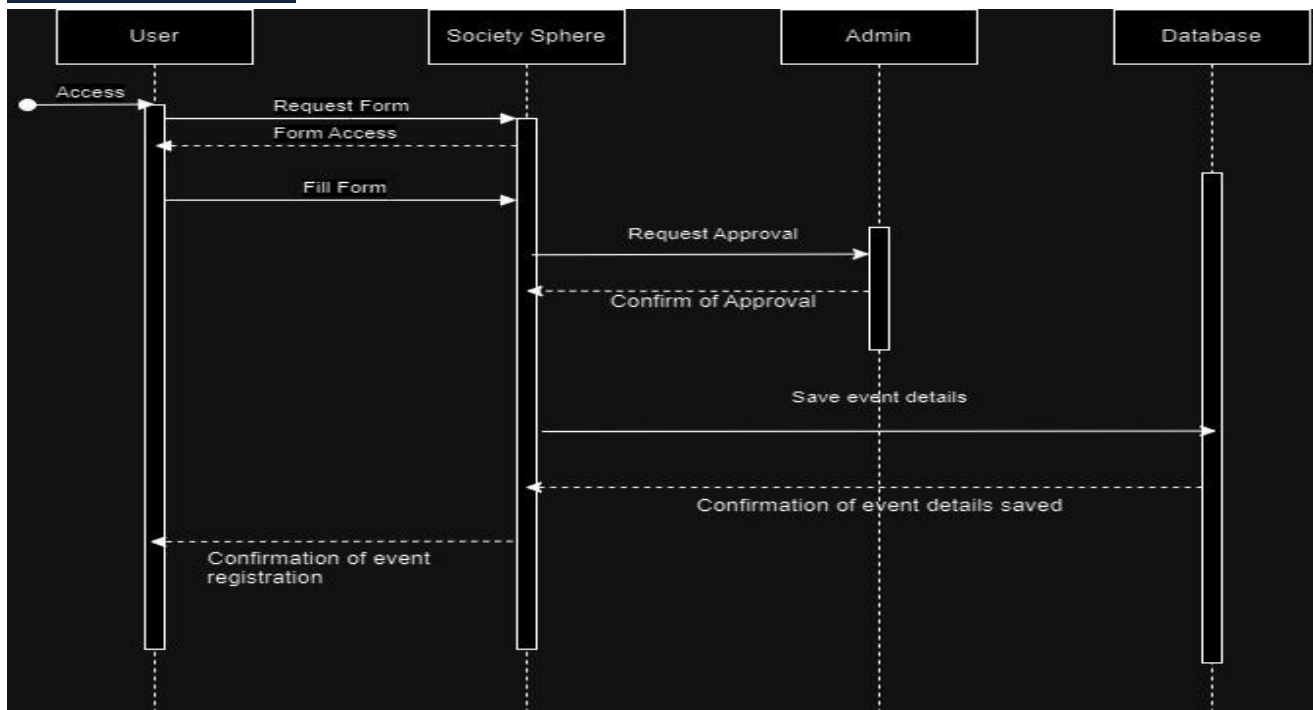 User
Society Sphere
Admin
Database
Access
Request Form
Form Access
Fill Form
Request Approval
Confirm of Approval
Save event details
Confirmation of event details saved
Confirmation of event
registration